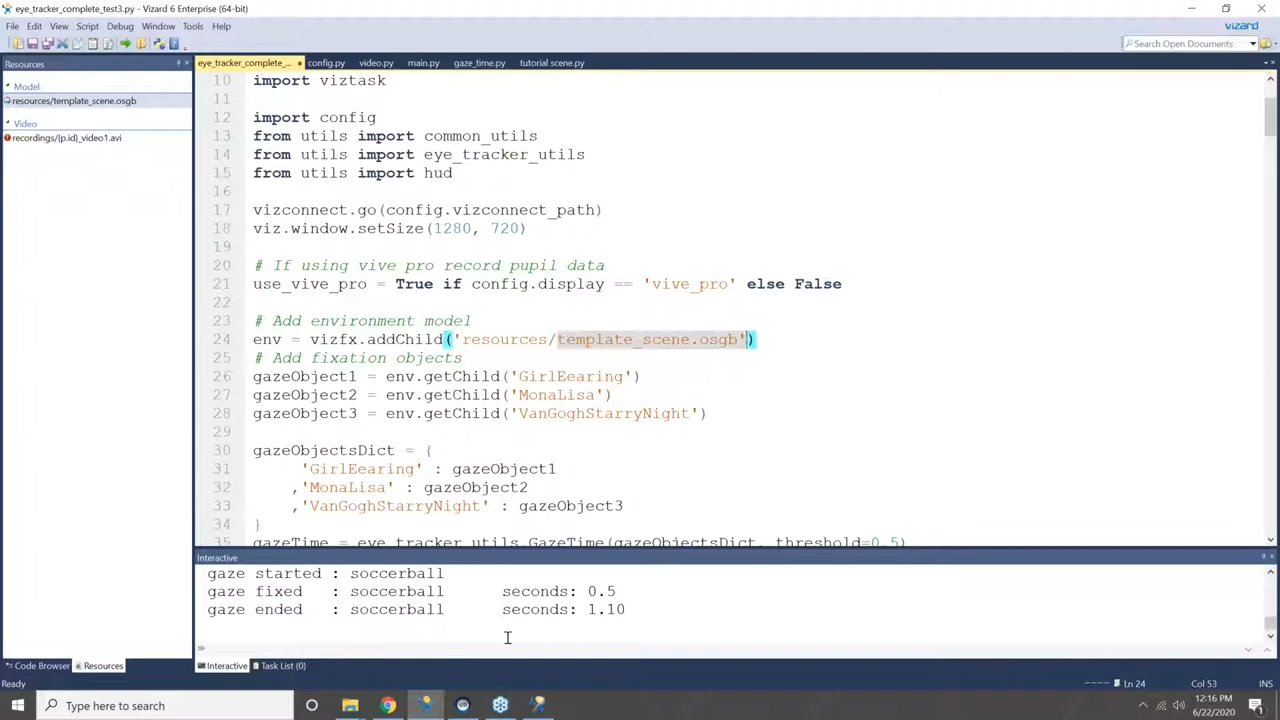 eye_tracker_complete_test3.py - Vizard 6 Enterprise (64-bit)
File Edit View Script Debug Window Tools Help
vizard
Search Open Documents
Resources
eye_tracker_complete_... config.py video.py main.py gaze_time.py tutorial scene.py
Model
resources/template_scene.osgb
Video
recordings/{p.id}_video1.avi
10 import viztask
11
12 import config
13 from utils import common_utils
14 from utils import eye_tracker_utils
15 from utils import hud
16
17 vizconnect.go(config.vizconnect_path)
18 viz.window.setSize(1280, 720)
19
20 # If using vive pro record pupil data
21 use_vive_pro = True if config.display == 'vive_pro' else False
22
23 # Add environment model
24 env = vizfx.addChild('resources/template_scene.osgb')
25 # Add fixation objects
26 gazeObject1 = env.getChild('GirlEearing')
27 gazeObject2 = env.getChild('MonaLisa')
28 gazeObject3 = env.getChild('VanGoghStarryNight')
29
30 gazeObjectsDict = {
31 'GirlEearing' : gazeObject1
32 ,'MonaLisa' : gazeObject2
33 ,'VanGoghStarryNight' : gazeObject3
34 }
35 gazeTime = eye_tracker_utils.GazeTime(gazeObjectsDict, threshold=0.5)
Interactive
gaze started : soccerball
gaze fixed : soccerball seconds: 0.5
gaze ended : soccerball seconds: 1.10
»
Code Browser Resources
Interactive Task List (0)
Ready
Ln 24 Col 53 INS
Type here to search
12:16 PM
6/22/2020
1